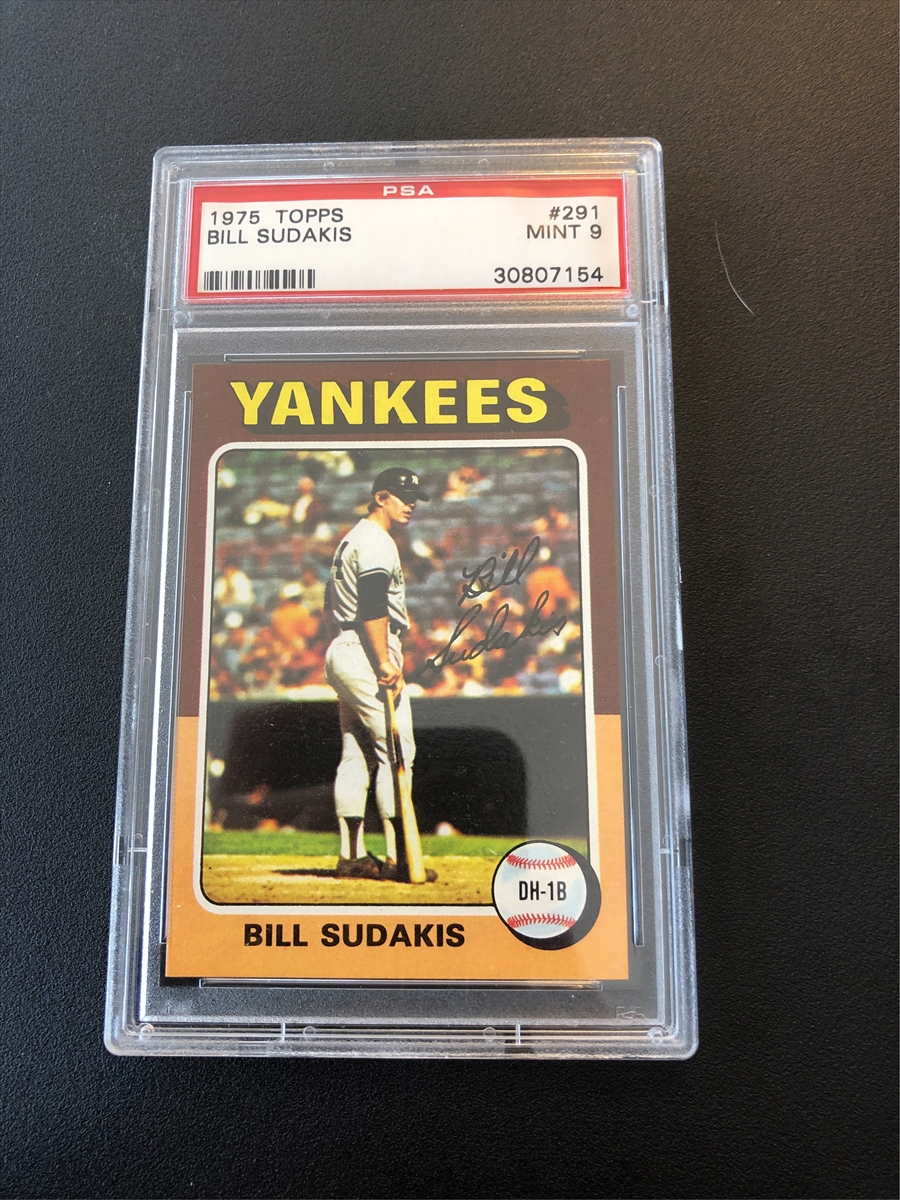 PSA
1975 TOPPS #291
BILL SUDAKIS MINT 9
30807154
YANKEES
Bill
Sudakis
DH-1B
BILL SUDAKIS